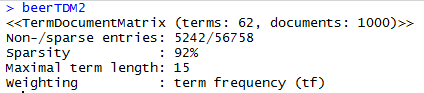 > beerTDM2
<<TermDocumentMatrix (terms: 62, documents: 1000)>>
Non-/sparse entries: 5242/56758
Sparsity           : 92%
Maximal term length: 15
Weighting          : term frequency (tf)